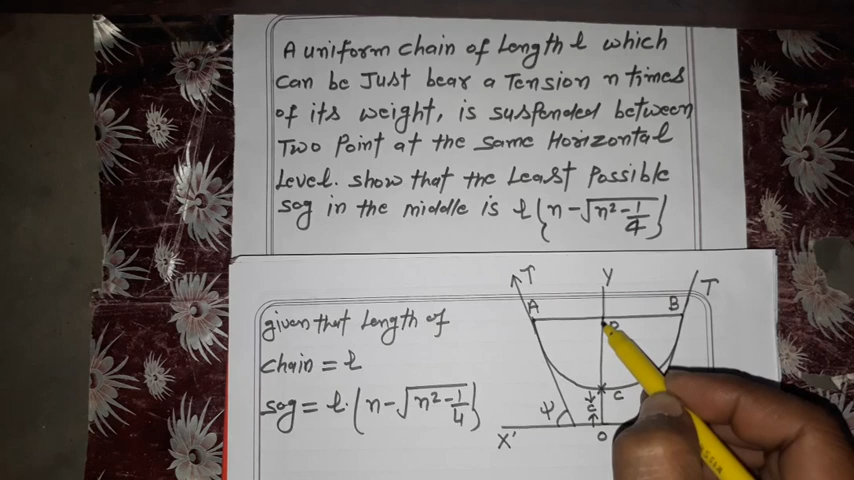 A uniform chain of Length l which
can be Just bear a Tension n times
of its weight, is suspended between
Two Point at the same Horizontal
Level. show that the Least Possible
sog in the middle is l{n-√(n²-1/4)}
given that Length of
chain = l
sog = l.{n-√(n²-1/4)}
T
Y
T
A
B
C
c
ψ
X'
O